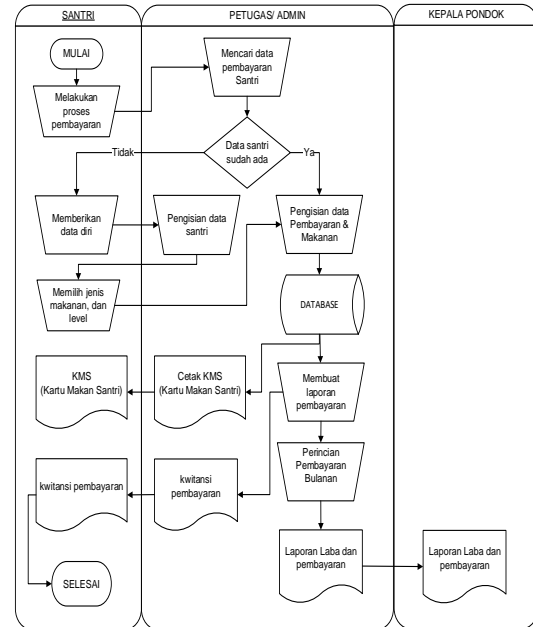 SANTRI
PETUGAS/ ADMIN
KEPALA PONDOK
MULAI
Mencari data
pembayaran
Santri
Melakukan
proses
pembayaran
Data santri
sudah ada
Tidak
Ya
Memberikan
data diri
Pengisian data
santri
Pengisian data
Pembayaran &
Makanan
Memilih jenis
makanan, dan
level
DATABASE
KMS
(Kartu Makan Santri)
Cetak KMS
(Kartu Makan Santri)
Membuat
laporan
pembayaran
Perincian
Pembayaran
Bulanan
kwitansi pembayaran
kwitansi
pembayaran
Laporan Laba dan
pembayaran
Laporan Laba dan
pembayaran
SELESAI